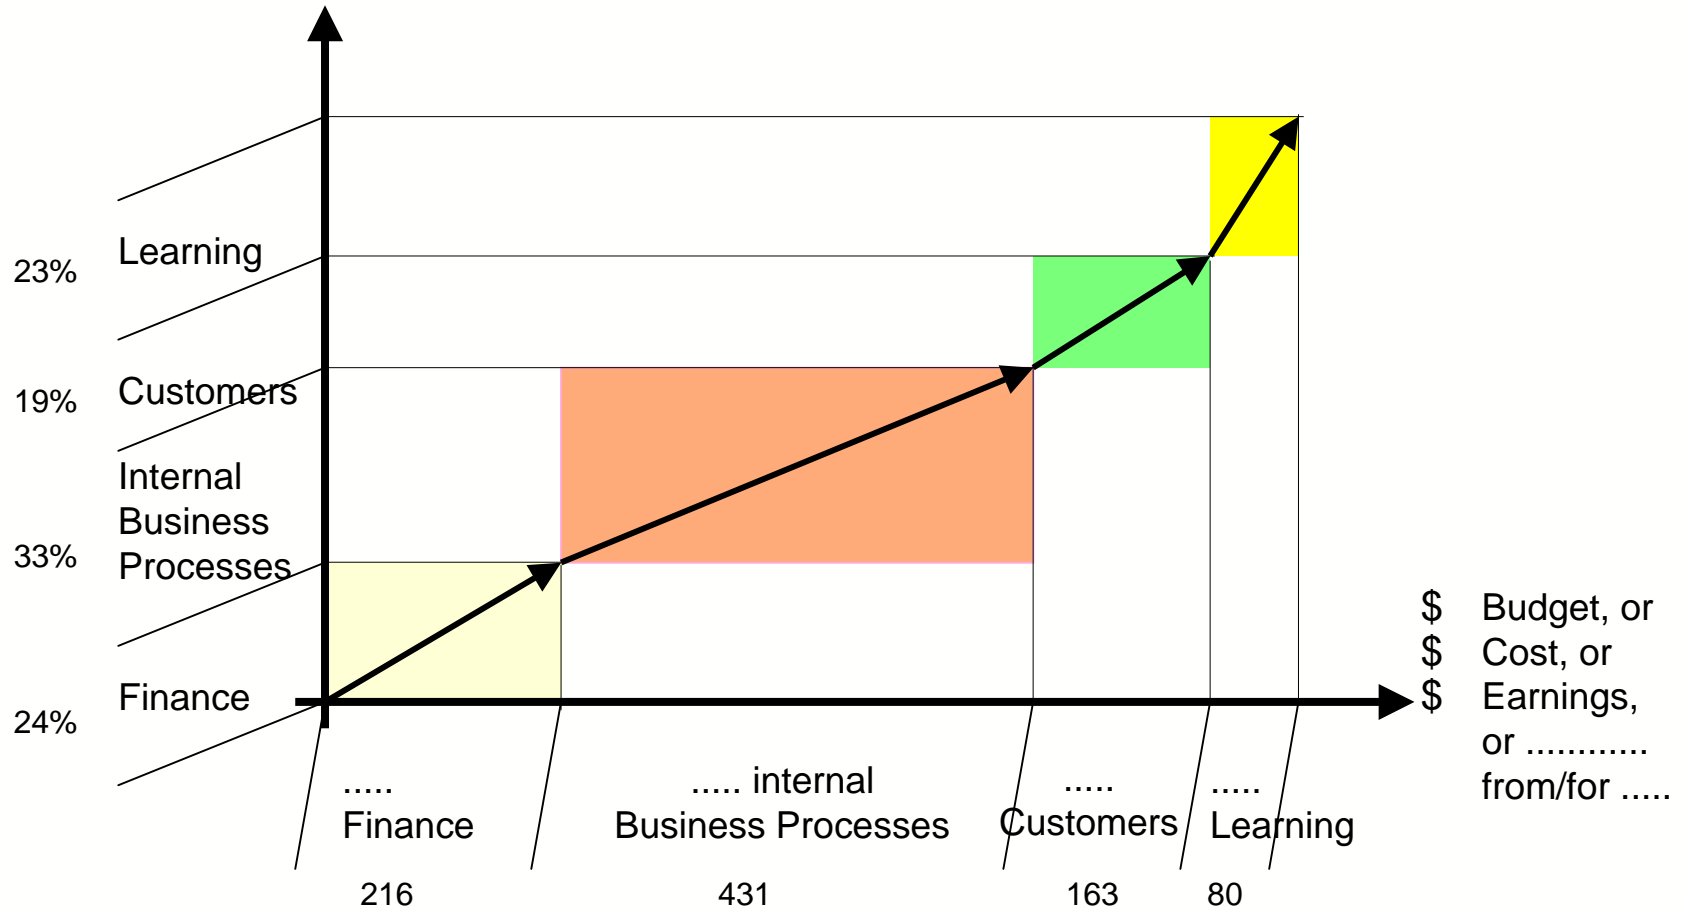 Learning
23%
Customers
19%
Internal
Business
Processes
33%
Finance
24%
$ Budget, or
$ Cost, or
$ Earnings,
or ............
from/for .....
.....
Finance
..... internal
Business Processes
.....
Customers
.....
Learning
216
431
163
80